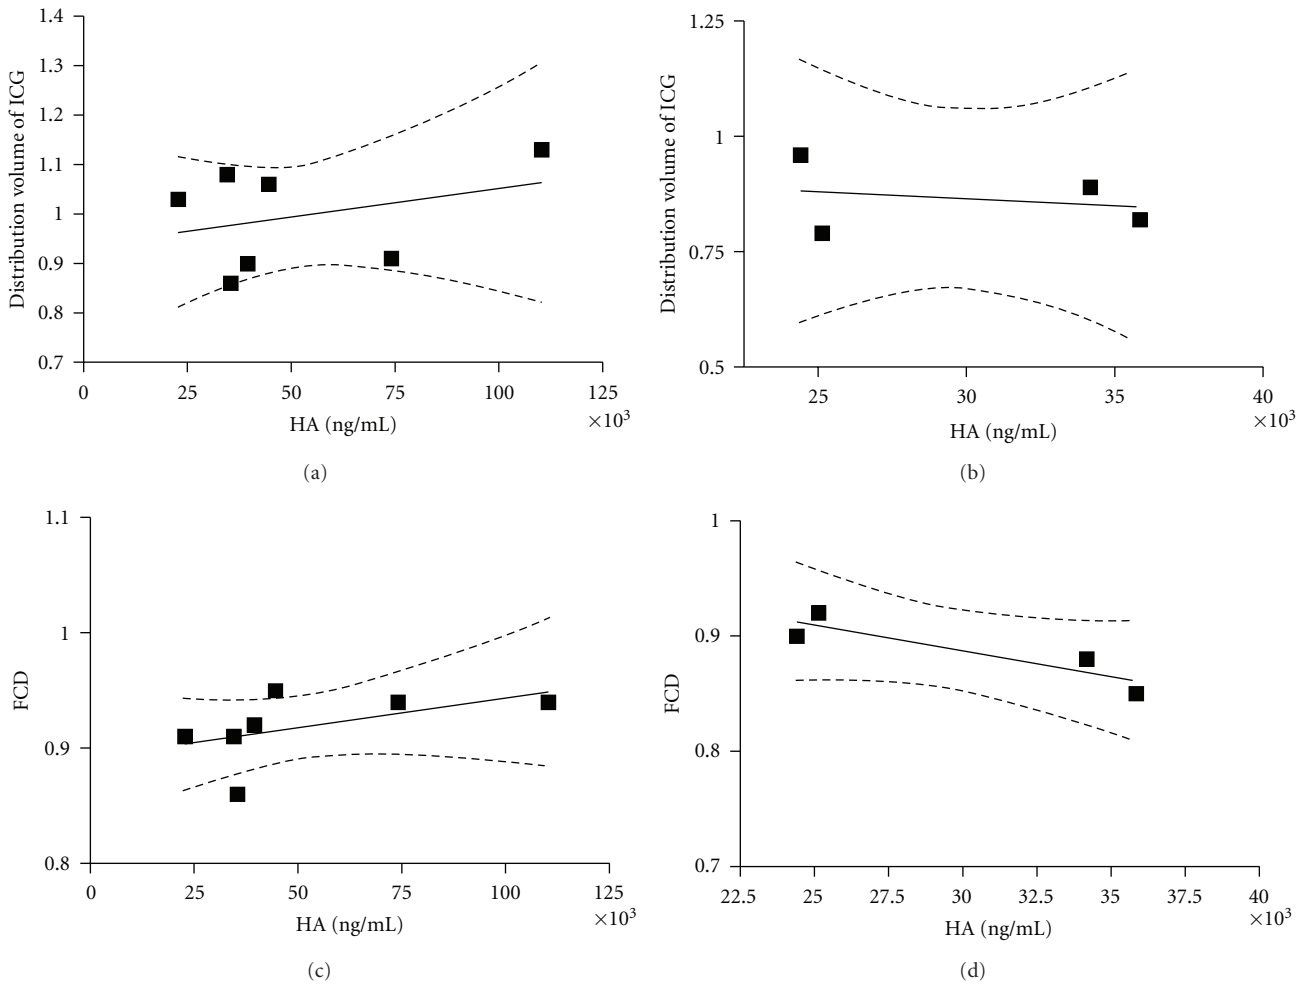 1.4
1.3
1.2
1.1
1
0.9
0.8
0.7
Distribution volume of ICG
0 25 50 75 100 125
×10³
HA (ng/mL)
(a)
1.25
1
0.75
0.5
Distribution volume of ICG
25 30 35 40
×10³
HA (ng/mL)
(b)
1.1
1
0.9
0.8
FCD
0 25 50 75 100 125
×10³
HA (ng/mL)
(c)
1
0.9
0.8
0.7
FCD
22.5 25 27.5 30 32.5 35 37.5 40
×10³
HA (ng/mL)
(d)